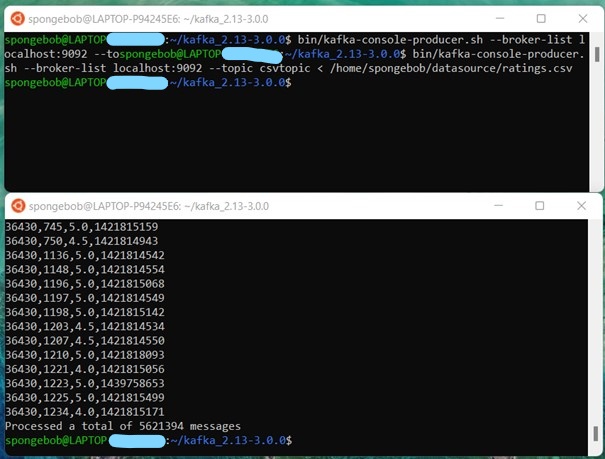 spongebob@LAPTOP-P94245E6: ~/kafka_2.13-3.0.0
spongebob@LAPTOP :~/kafka_2.13-3.0.0$ bin/kafka-console-producer.sh --broker-list l
ocalhost:9092 --tospongebob@LAPTOP :~/kafka_2.13-3.0.0$ bin/kafka-console-producer.
sh --broker-list localhost:9092 --topic csvtopic < /home/spongebob/datasource/ratings.csv
spongebob@LAPTOP :~/kafka_2.13-3.0.0$
spongebob@LAPTOP-P94245E6: ~/kafka_2.13-3.0.0
36430,745,5.0,1421815159
36430,750,4.5,1421814943
36430,1136,5.0,1421814542
36430,1148,5.0,1421814554
36430,1196,5.0,1421815068
36430,1197,5.0,1421814549
36430,1198,5.0,1421815142
36430,1203,4.5,1421814534
36430,1207,4.5,1421814550
36430,1210,5.0,1421818093
36430,1221,4.0,1421815056
36430,1223,5.0,1439758653
36430,1225,5.0,1421815499
36430,1234,4.0,1421815171
Processed a total of 5621394 messages
spongebob@LAPTOP :~/kafka_2.13-3.0.0$